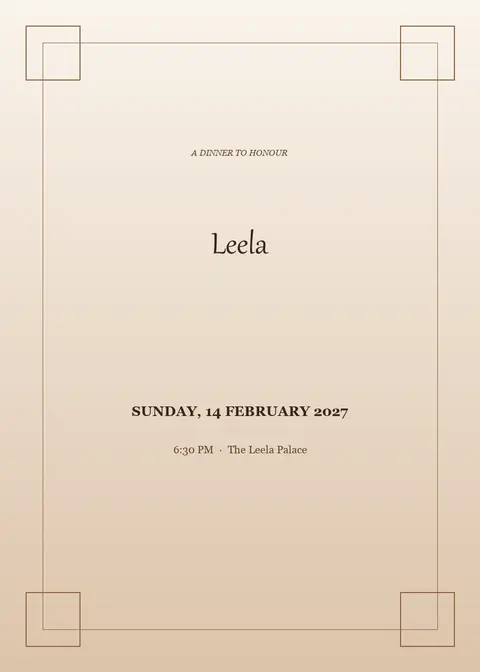 A DINNER TO HONOUR
Leela
SUNDAY, 14 FEBRUARY 2027
6:30 PM · The Leela Palace